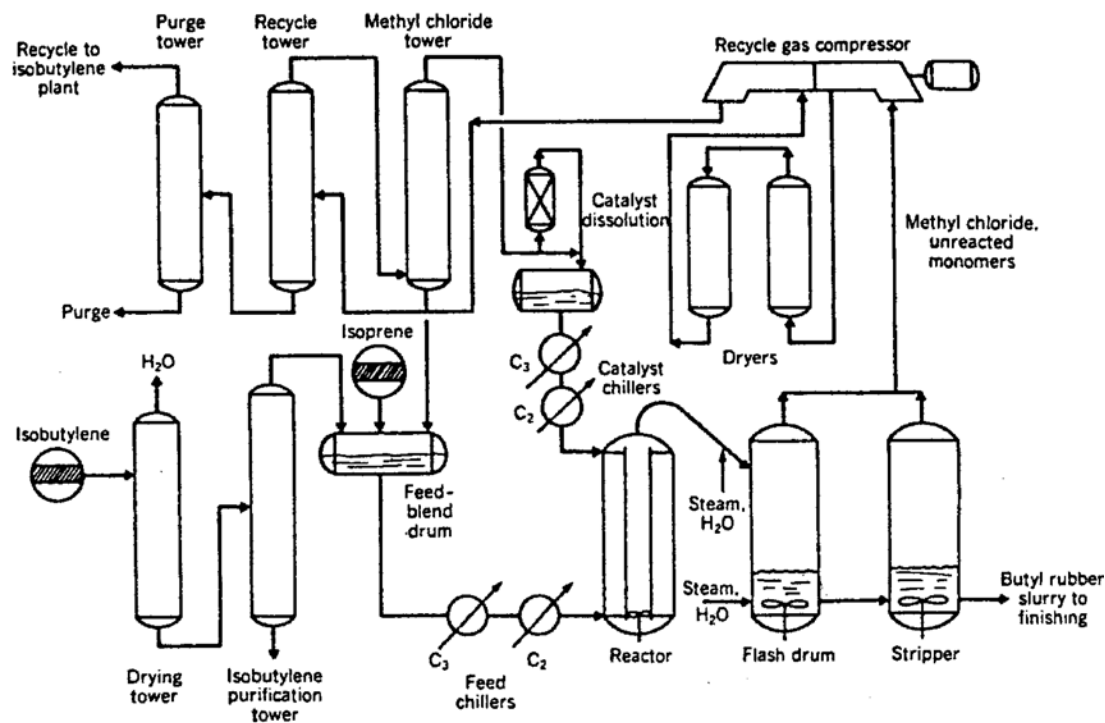 Purge
tower
Recycle
tower
Methyl chloride
tower
Recycle to
isobutylene
plant
Recycle gas compressor
Catalyst
dissolution
Methyl chloride,
unreacted
monomers
Purge
Isoprene
Dryers
H₂O
C₃
Catalyst
chillers
C₂
Isobutylene
Feed-
blend
drum
Steam,
H₂O
Steam,
H₂O
Butyl rubber
slurry to
finishing
C₃
C₂
Reactor
Flash drum
Stripper
Drying
tower
Isobutylene
purification
tower
Feed
chillers